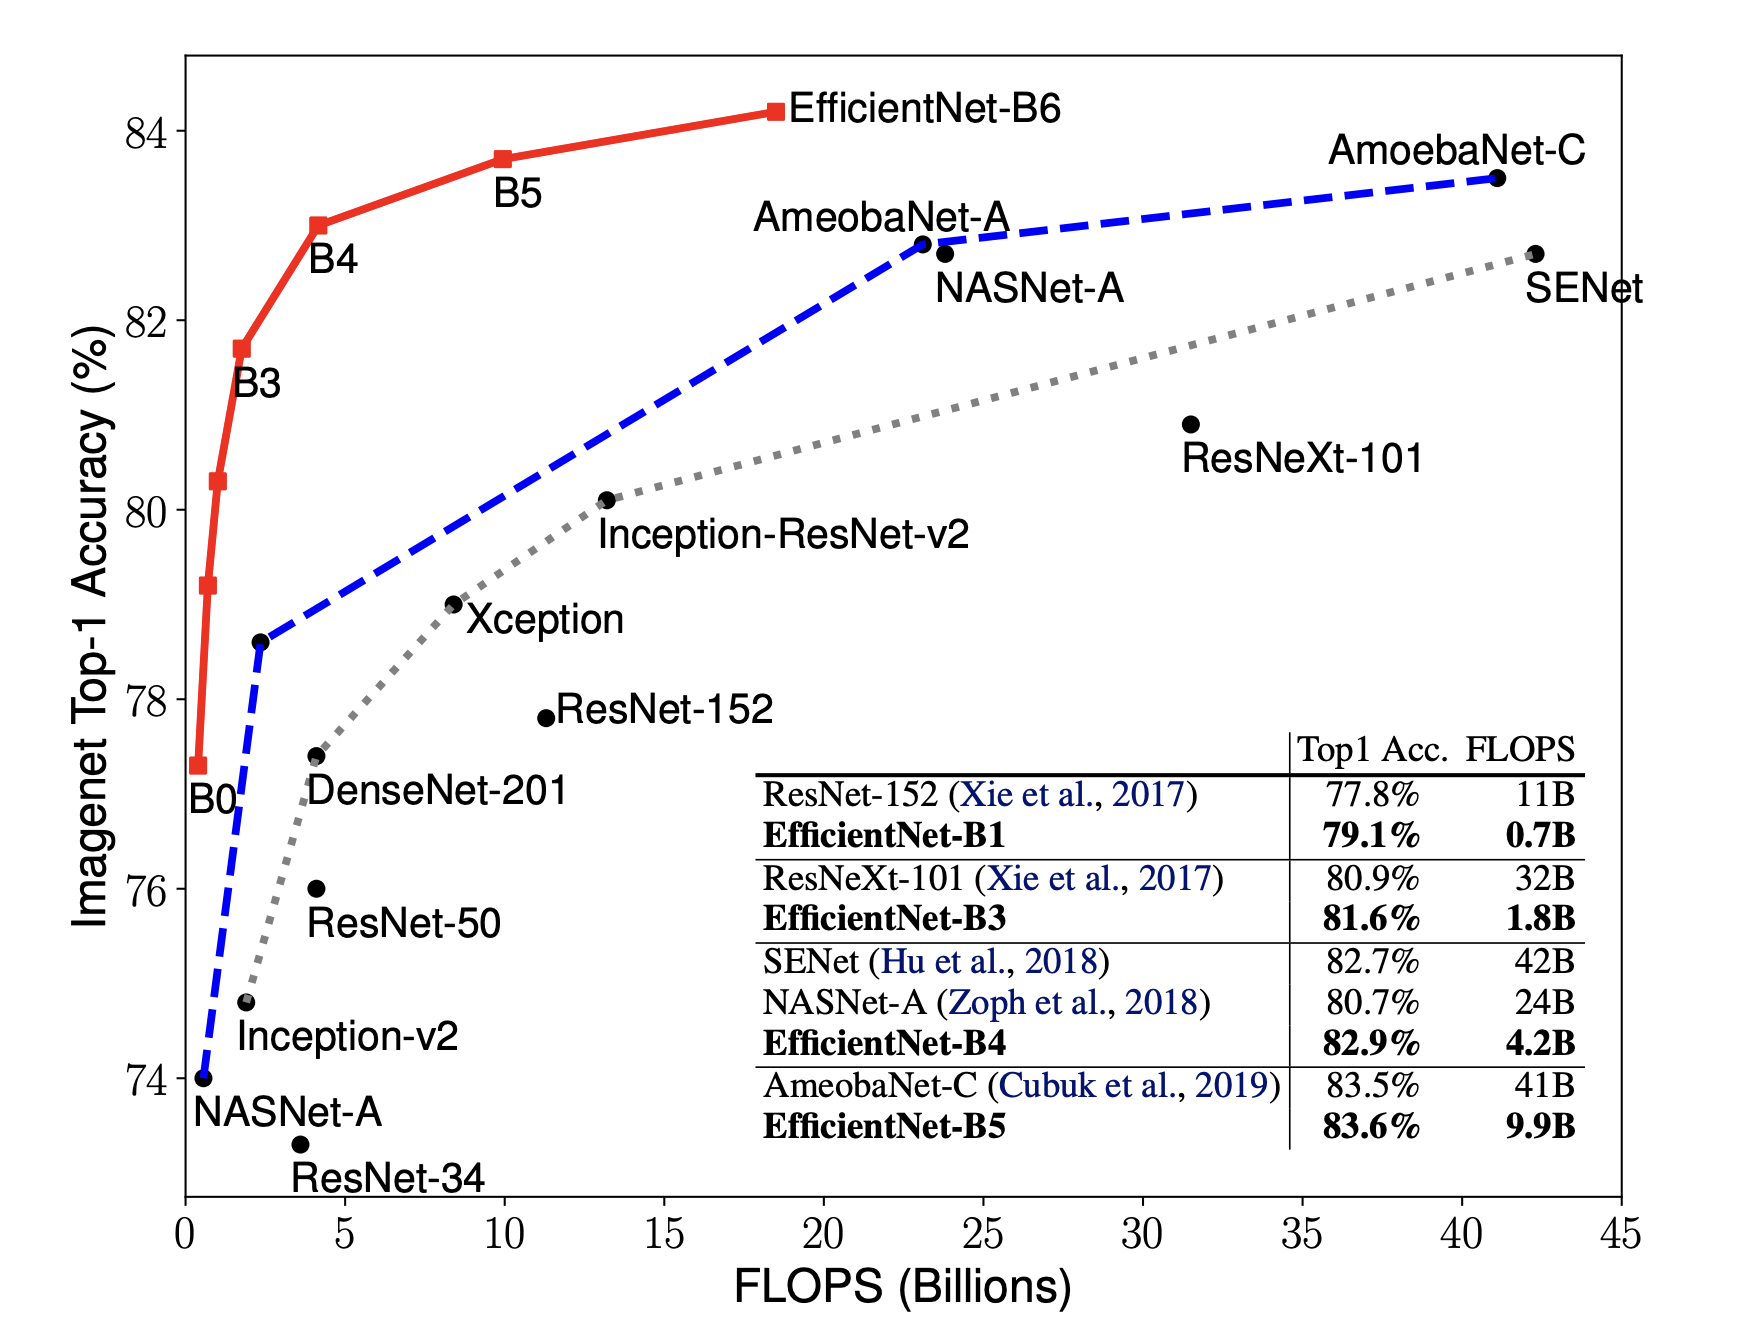 EfficientNet-B6
84
AmoebaNet-C
B5
AmeobaNet-A
B4
NASNet-A
SENet
82
B3
ResNeXt-101
80
Inception-ResNet-v2
Xception
78
ResNet-152
DenseNet-201
B0
76
ResNet-50
Inception-v2
74
NASNet-A
ResNet-34
Imagenet Top-1 Accuracy (%)
Top1 Acc. FLOPS
ResNet-152 (Xie et al., 2017) 77.8% 11B
EfficientNet-B1 79.1% 0.7B
ResNeXt-101 (Xie et al., 2017) 80.9% 32B
EfficientNet-B3 81.6% 1.8B
SENet (Hu et al., 2018) 82.7% 42B
NASNet-A (Zoph et al., 2018) 80.7% 24B
EfficientNet-B4 82.9% 4.2B
AmeobaNet-C (Cubuk et al., 2019) 83.5% 41B
EfficientNet-B5 83.6% 9.9B
0 5 10 15 20 25 30 35 40 45
FLOPS (Billions)